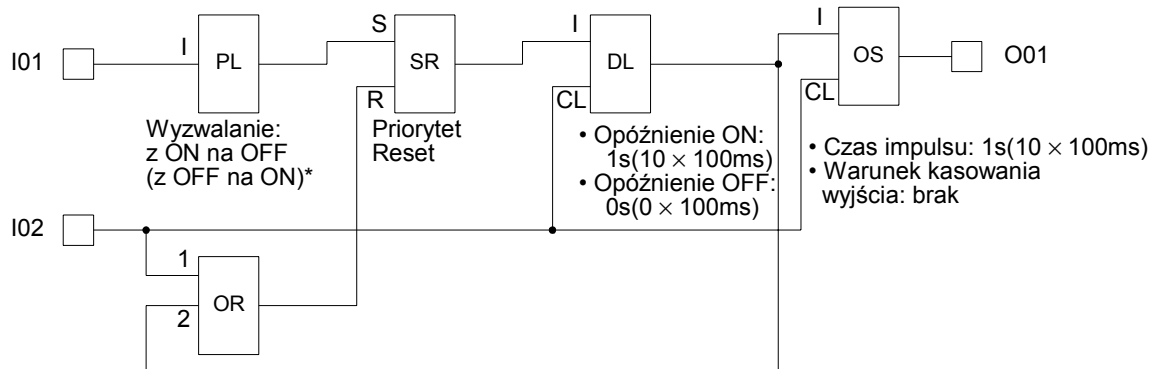 I01
I
PL
Wyzwalanie:
z ON na OFF
(z OFF na ON)*
S
R
SR
Priorytet
Reset
I
CL
DL
• Opóźnienie ON:
1s(10 × 100ms)
• Opóźnienie OFF:
0s(0 × 100ms)
I
CL
OS
O01
• Czas impulsu: 1s(10 × 100ms)
• Warunek kasowania
wyjścia: brak
I02
1
2
OR